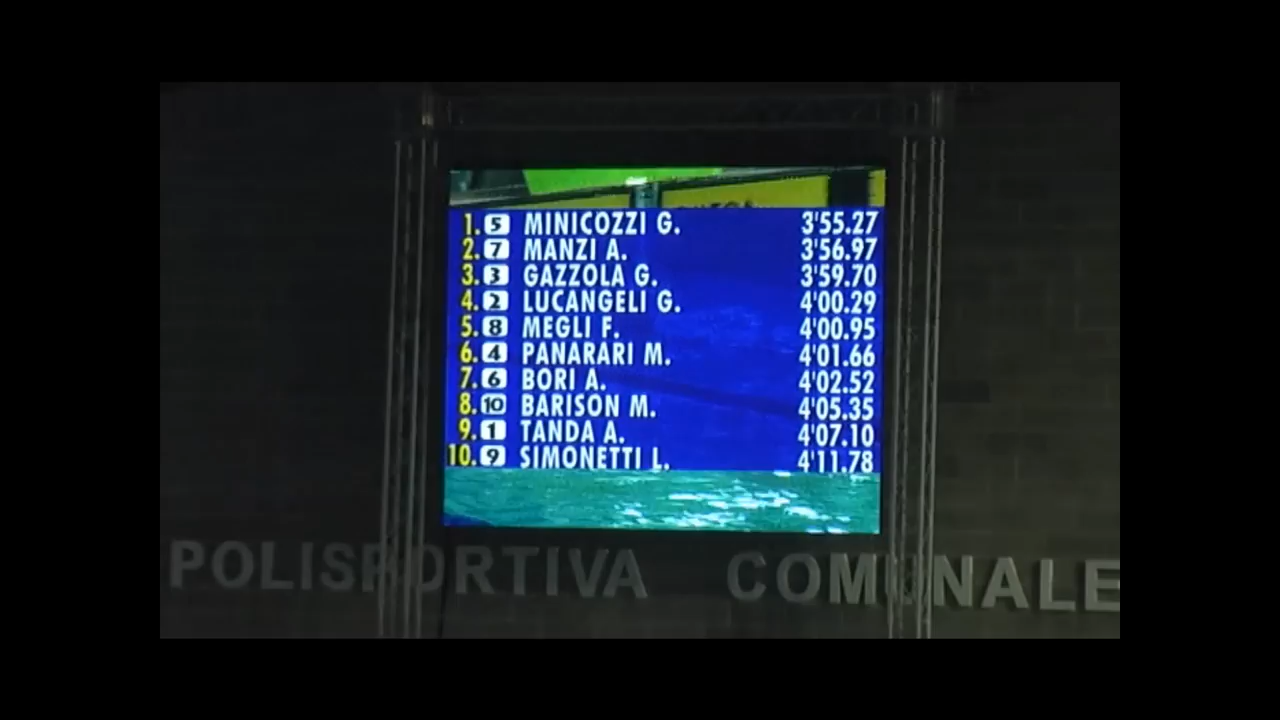 1. 5 MINICOZZI G. 3'55.27
2. 7 MANZI A. 3'56.97
3. 3 GAZZOLA G. 3'59.70
4. 2 LUCANGELI G. 4'00.29
5. 8 MEGLI F. 4'00.95
6. 4 PANARARI M. 4'01.66
7. 6 BORI A. 4'02.52
8. 10 BARISON M. 4'05.35
9. 1 TANDA A. 4'07.10
10. 9 SIMONETTI L. 4'11.78
POLISPORTIVA COMUNALE